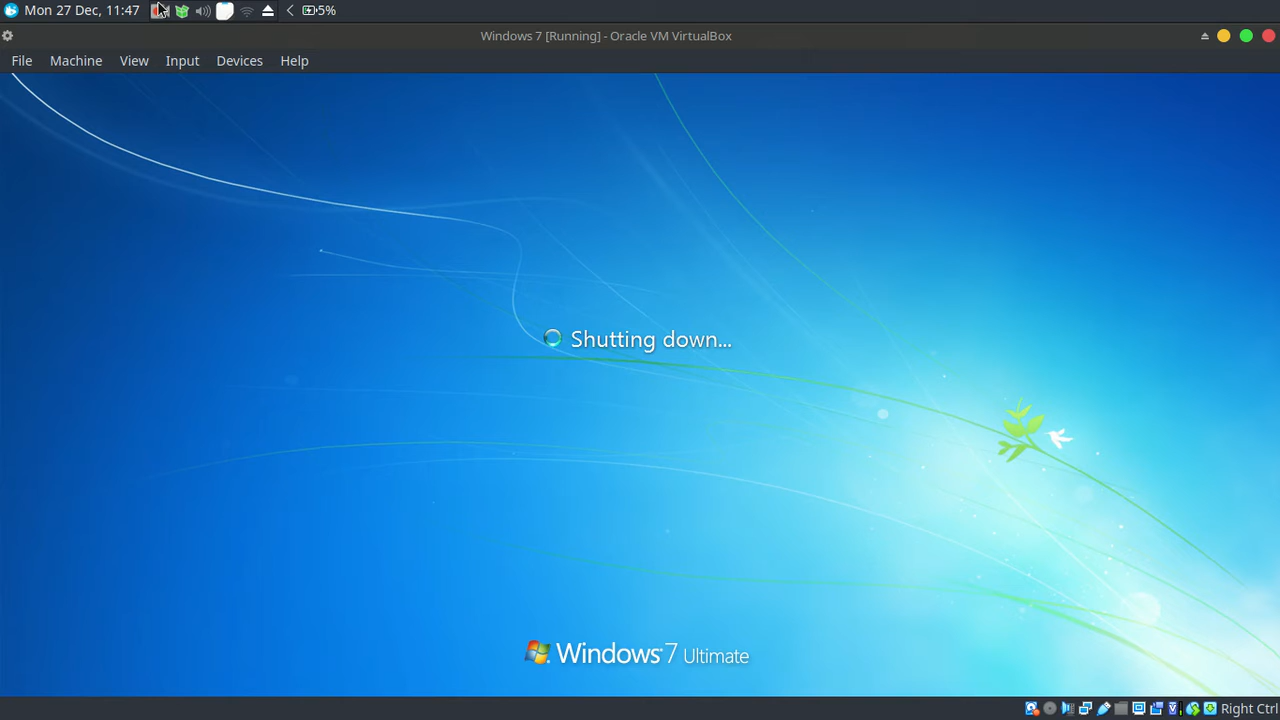 Mon 27 Dec, 11:47
5%
Windows 7 [Running] - Oracle VM VirtualBox
File Machine View Input Devices Help
Shutting down...
Windows 7 Ultimate
Right Ctrl